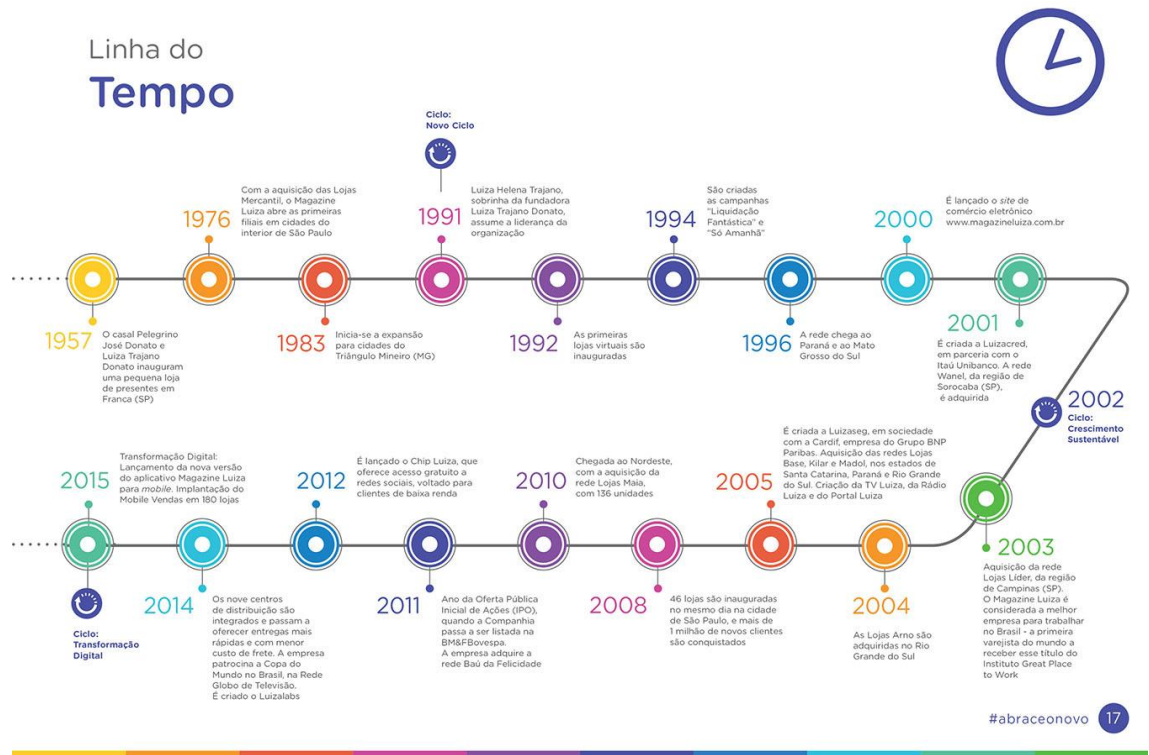 Linha do
Tempo
Ciclo:
Novo Ciclo
1957
O casal Pelegrino
José Donato e
Luiza Trajano
Donato inauguram
uma pequena loja
de presentes em
Franca (SP)
1976
Com a aquisição das Lojas
Mercantil, o Magazine
Luiza abre as primeiras
filiais em cidades do
interior de São Paulo
1983
Inicia-se a expansão
para cidades do
Triângulo Mineiro (MG)
1991
Luiza Helena Trajano,
sobrinha da fundadora
Luiza Trajano Donato,
assume a liderança da
organização
1992
As primeiras
lojas virtuais são
inauguradas
1994
São criadas
as campanhas
"Liquidação
Fantástica" e
"Só Amanhã"
1996
A rede chega ao
Paraná e ao Mato
Grosso do Sul
2000
É lançado o site de
comércio eletrônico
www.magazineluiza.com.br
2001
É criada a Luizacred,
em parceria com o
Itaú Unibanco. A rede
Wanel, da região de
Sorocaba (SP),
é adquirida
2002
Ciclo:
Crescimento
Sustentável
2003
Aquisição da rede
Lojas Líder, da região
de Campinas (SP).
O Magazine Luiza é
considerada a melhor
empresa para trabalhar
no Brasil - a primeira
varejista do mundo a
receber esse título do
Instituto Great Place
to Work
2004
As Lojas Arno são
adquiridas no Rio
Grande do Sul
2005
É criada a Luizaseg, em sociedade
com a Cardif, empresa do Grupo BNP
Paribas. Aquisição das redes Lojas
Base, Kilar e Madol, nos estados de
Santa Catarina, Paraná e Rio Grande
do Sul. Criação da TV Luiza, da Rádio
Luiza e do Portal Luiza
2008
46 lojas são inauguradas
no mesmo dia na cidade
de São Paulo, e mais de
1 milhão de novos clientes
são conquistados
2010
Chegada ao Nordeste,
com a aquisição da
rede Lojas Maia,
com 136 unidades
2011
Ano da Oferta Pública
Inicial de Ações (IPO),
quando a Companhia
passa a ser listada na
BM&FBovespa.
A empresa adquire a
rede Baú da Felicidade
2012
É lançado o Chip Luiza, que
oferece acesso gratuito a
redes sociais, voltado para
clientes de baixa renda
2014
Os nove centros
de distribuição são
integrados e passam a
oferecer entregas mais
rápidas e com menor
custo de frete. A empresa
patrocina a Copa do
Mundo no Brasil, na Rede
Globo de Televisão.
É criado o Luizalabs
2015
Transformação Digital:
Lançamento da nova versão
do aplicativo Magazine Luiza
para mobile. Implantação do
Mobile Vendas em 180 lojas
Ciclo:
Transformação
Digital
#abraceonovo
17